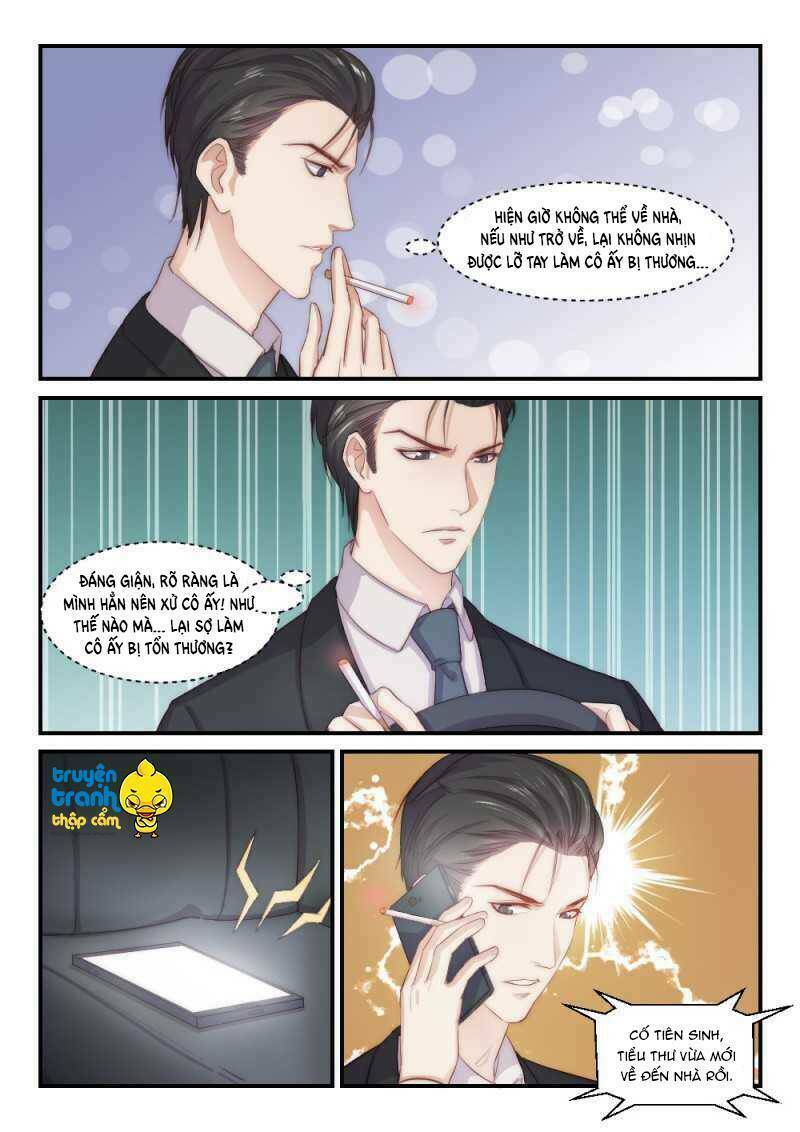 HIỆN GIỜ KHÔNG THỂ VỀ NHÀ,
NẾU NHƯ TRỞ VỀ, LẠI KHÔNG NHỊN
ĐƯỢC LỠ TAY LÀM CÔ ẤY BỊ THƯƠNG...
ĐÁNG GIẬN, RÕ RÀNG LÀ
MÌNH HẲN NÊN XỬ CÔ ẤY! NHƯ
THẾ NÀO MÀ... LẠI SỢ LÀM
CÔ ẤY BỊ TỔN THƯƠNG?
truyện
tranh
thập cẩm
CỐ TIÊN SINH,
TIỂU THƯ VỪA MỚI
VỀ ĐẾN NHÀ RỒI.